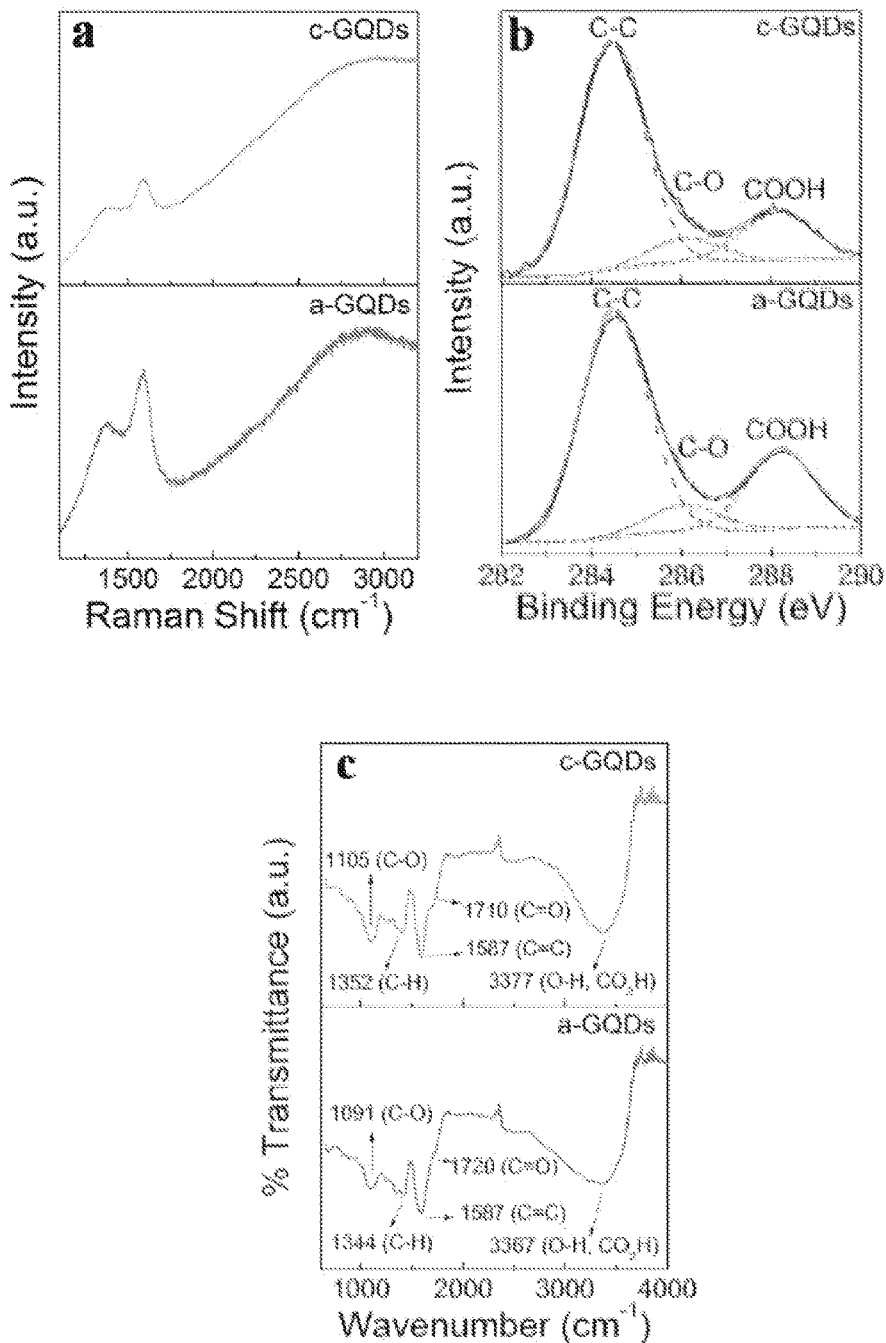 a
c-GQDs
a-GQDs
Intensity (a.u.)
1500 2000 2500 3000
Raman Shift (cm⁻¹)
b
C-C
c-GQDs
C-O
COOH
C-C
a-GQDs
C-O
COOH
Intensity (a.u.)
282 284 286 288 290
Binding Energy (eV)
c
c-GQDs
1105 (C-O)
1710 (C=O)
1587 (C=C)
1352 (C-H)
3377 (O-H, CO₂H)
a-GQDs
1091 (C-O)
1720 (C=O)
1587 (C=C)
1344 (C-H)
3367 (O-H, CO₂H)
% Transmittance (a.u.)
1000 2000 3000 4000
Wavenumber (cm⁻¹)